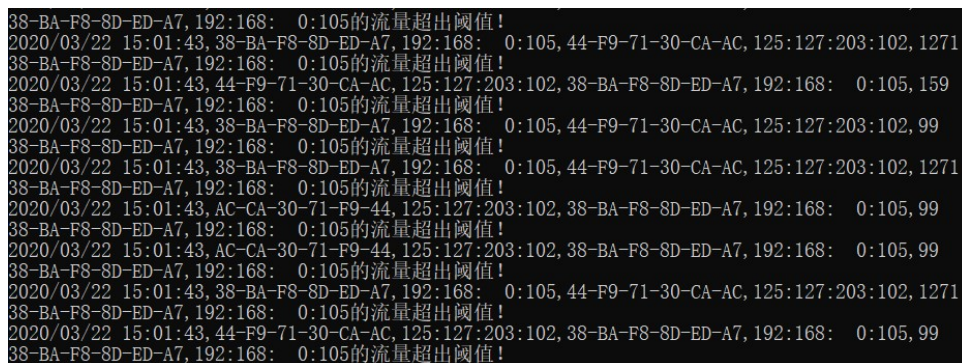 38-BA-F8-8D-ED-A7,192:168:  0:105的流量超出阈值!
2020/03/22 15:01:43,38-BA-F8-8D-ED-A7,192:168:  0:105,44-F9-71-30-CA-AC,125:127:203:102,1271
38-BA-F8-8D-ED-A7,192:168:  0:105的流量超出阈值!
2020/03/22 15:01:43,44-F9-71-30-CA-AC,125:127:203:102,38-BA-F8-8D-ED-A7,192:168:  0:105,159
38-BA-F8-8D-ED-A7,192:168:  0:105的流量超出阈值!
2020/03/22 15:01:43,38-BA-F8-8D-ED-A7,192:168:  0:105,44-F9-71-30-CA-AC,125:127:203:102,99
38-BA-F8-8D-ED-A7,192:168:  0:105的流量超出阈值!
2020/03/22 15:01:43,38-BA-F8-8D-ED-A7,192:168:  0:105,44-F9-71-30-CA-AC,125:127:203:102,1271
38-BA-F8-8D-ED-A7,192:168:  0:105的流量超出阈值!
2020/03/22 15:01:43,AC-CA-30-71-F9-44,125:127:203:102,38-BA-F8-8D-ED-A7,192:168:  0:105,99
38-BA-F8-8D-ED-A7,192:168:  0:105的流量超出阈值!
2020/03/22 15:01:43,AC-CA-30-71-F9-44,125:127:203:102,38-BA-F8-8D-ED-A7,192:168:  0:105,99
38-BA-F8-8D-ED-A7,192:168:  0:105的流量超出阈值!
2020/03/22 15:01:43,38-BA-F8-8D-ED-A7,192:168:  0:105,44-F9-71-30-CA-AC,125:127:203:102,1271
38-BA-F8-8D-ED-A7,192:168:  0:105的流量超出阈值!
2020/03/22 15:01:43,44-F9-71-30-CA-AC,125:127:203:102,38-BA-F8-8D-ED-A7,192:168:  0:105,99
38-BA-F8-8D-ED-A7,192:168:  0:105的流量超出阈值!